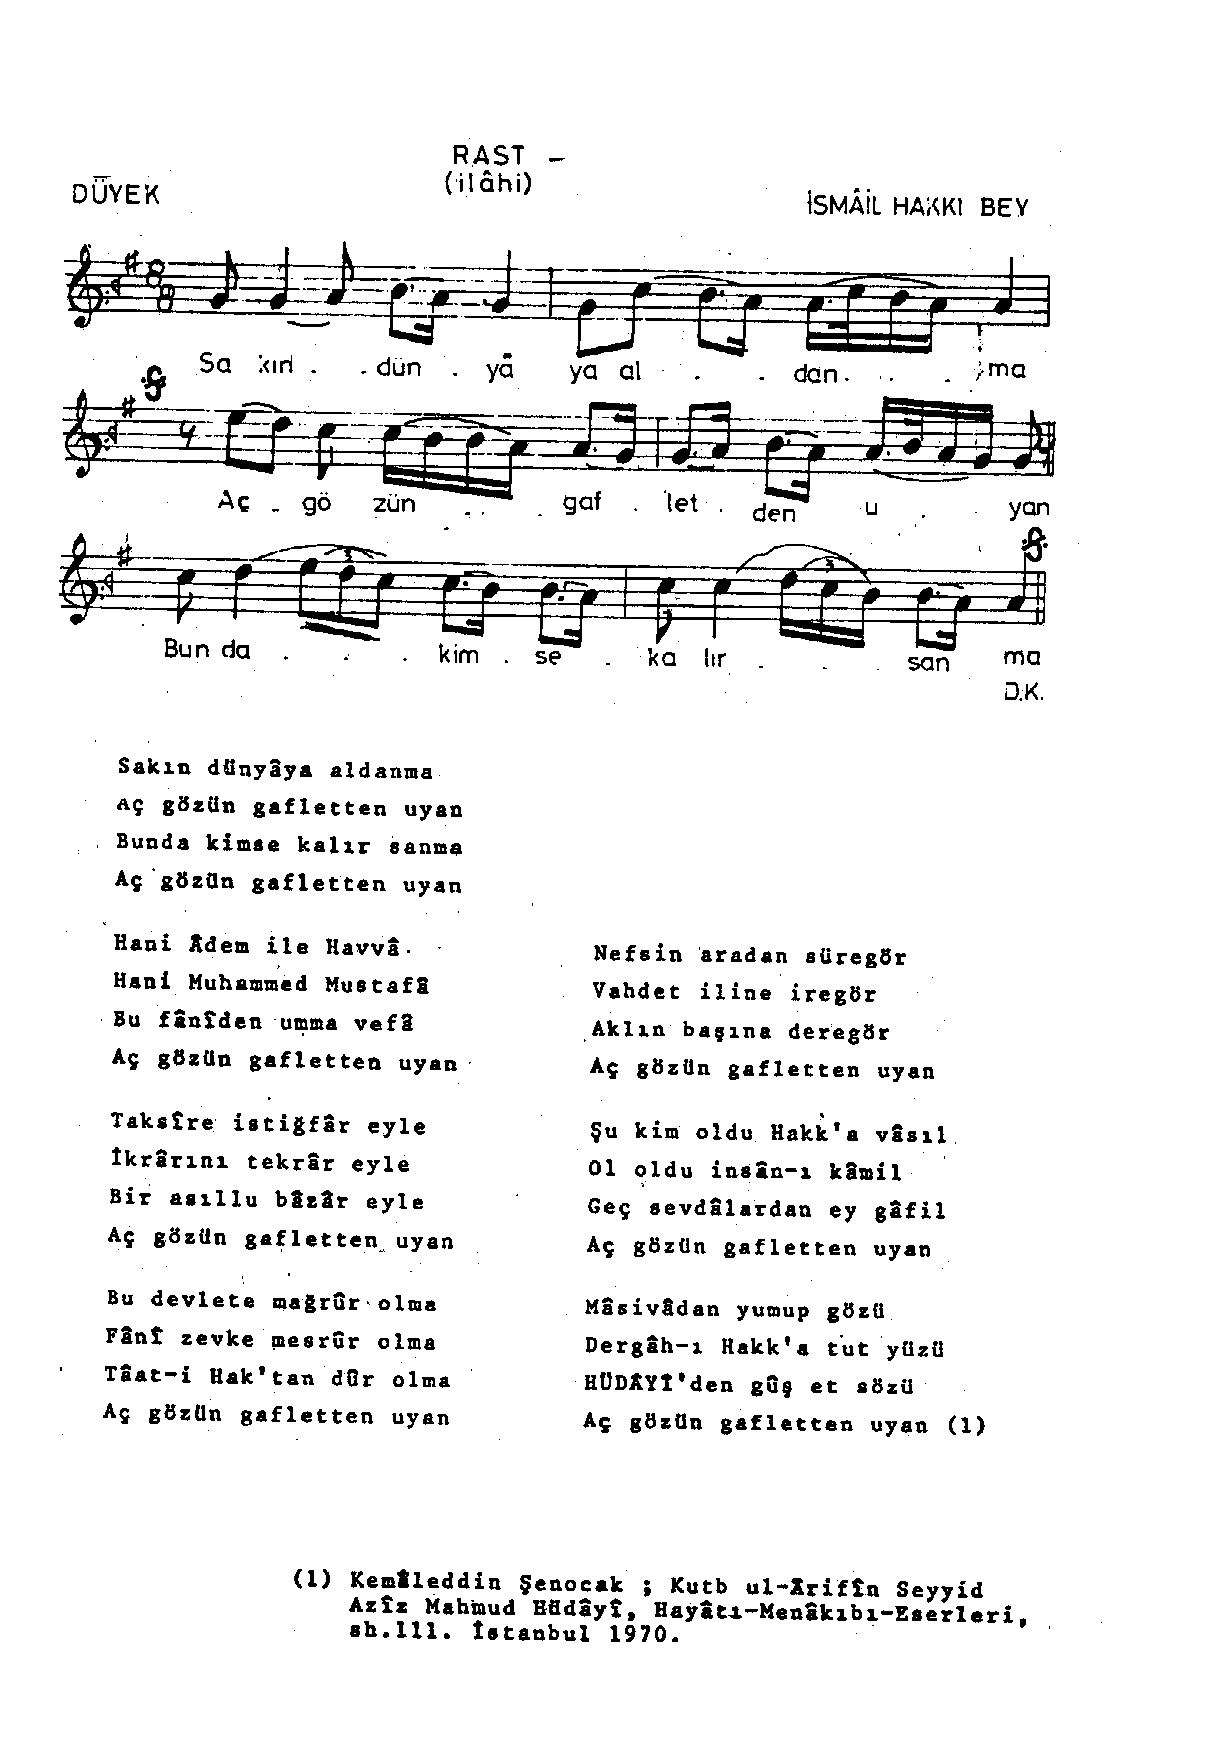 RAST –
(ilâhi)
DÜYEK
İSMÂİL HAKKI BEY
8
8
Sa kın . . dün . yâ ya al . . dan . . . . ma
Aç . gö zün . . . gaf . let . den u . . yan
3 3
Bun da . . . kim . se . ka lır . . . san ma
D.K.
Sakın dünyâya aldanma
Aç gözün gafletten uyan
Bunda kimse kalır sanma
Aç gözün gafletten uyan
Hani Âdem ile Havvâ
Hani Muhammed Mustafâ
Bu fânîden umma vefâ
Aç gözün gafletten uyan
Taksîre istiğfâr eyle
İkrârını tekrâr eyle
Bir asıllu bâzâr eyle
Aç gözün gafletten uyan
Bu devlete mağrûr olma
Fânî zevke mesrûr olma
Tâat-i Hak'tan dûr olma
Aç gözün gafletten uyan
Nefsin aradan süregör
Vahdet iline iregör
Aklın başına deregör
Aç gözün gafletten uyan
Şu kim oldu Hakk'a vâsıl
Ol oldu insân-ı kâmil
Geç sevdâlardan ey gâfil
Aç gözün gafletten uyan
Mâsivâdan yumup gözü
Dergâh-ı Hakk'a tut yüzü
HÜDÂYÎ'den gûş et sözü
Aç gözün gafletten uyan (1)
(1) Kemâleddin Şenocak ; Kutb ul-Ârifîn Seyyid
Azîz Mahmud Hüdâyî, Hayâtı-Menâkıbı-Eserleri,
sh.111. İstanbul 1970.